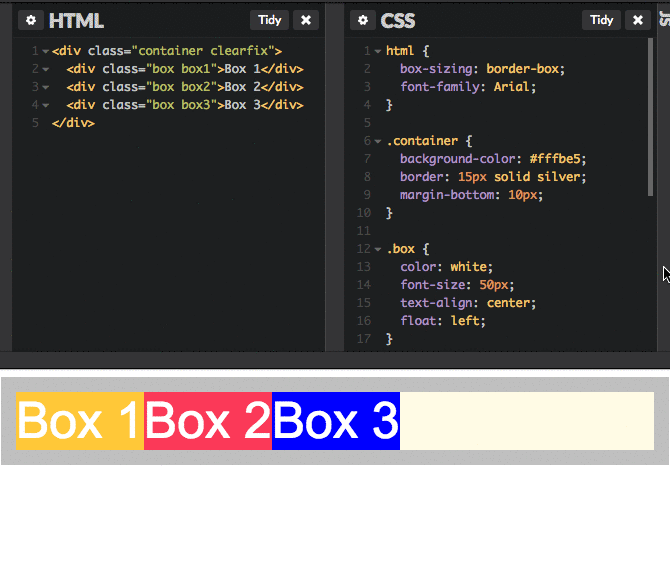 HTML
Tidy
1 <div class="container clearfix">
2 <div class="box box1">Box 1</div>
3 <div class="box box2">Box 2</div>
4 <div class="box box3">Box 3</div>
5 </div>
CSS
Tidy
1 html {
2 box-sizing: border-box;
3 font-family: Arial;
4 }
5
6 .container {
7 background-color: #fffbe5;
8 border: 15px solid silver;
9 margin-bottom: 10px;
10 }
11
12 .box {
13 color: white;
14 font-size: 50px;
15 text-align: center;
16 float: left;
17 }
JS
Box 1 Box 2 Box 3